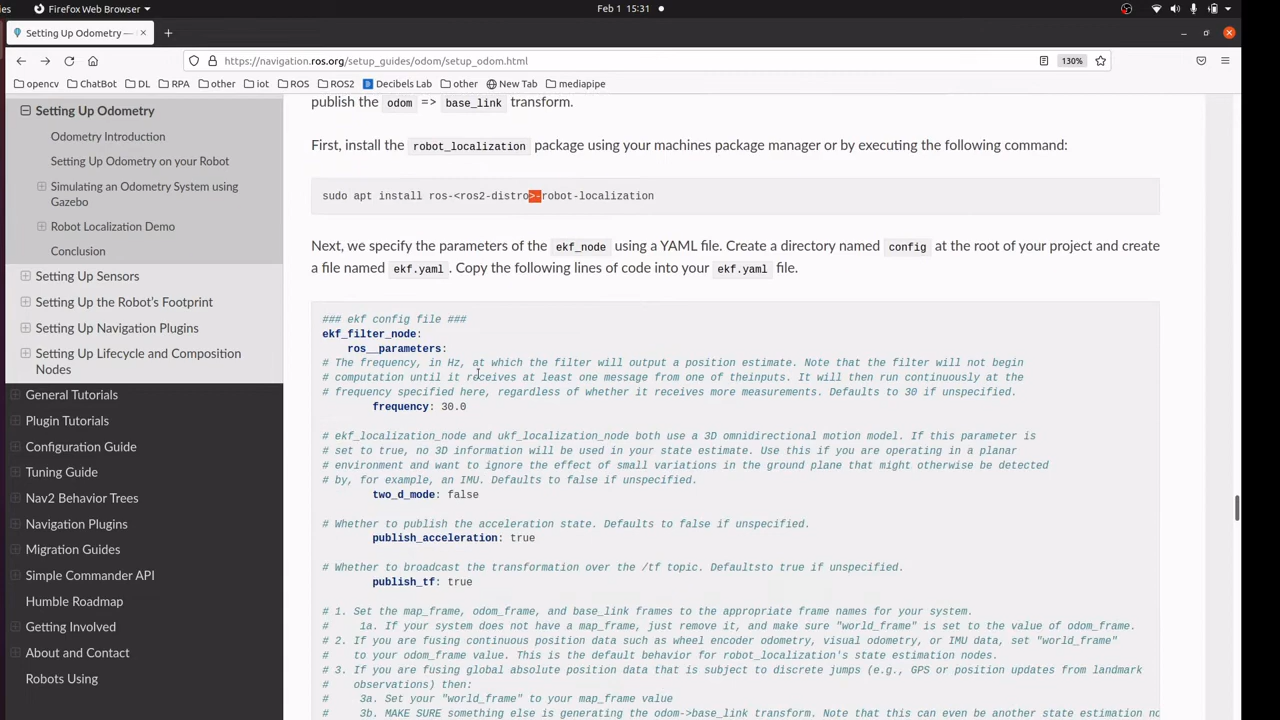 es
Firefox Web Browser
Feb 1 15:31
Setting Up Odometry —
https://navigation.ros.org/setup_guides/odom/setup_odom.html
130%
opencv
ChatBot
DL
RPA
other
iot
ROS
ROS2
Decibels Lab
other
New Tab
mediapipe
Setting Up Odometry
Odometry Introduction
Setting Up Odometry on your Robot
Simulating an Odometry System using
Gazebo
Robot Localization Demo
Conclusion
Setting Up Sensors
Setting Up the Robot's Footprint
Setting Up Navigation Plugins
Setting Up Lifecycle and Composition
Nodes
General Tutorials
Plugin Tutorials
Configuration Guide
Tuning Guide
Nav2 Behavior Trees
Navigation Plugins
Migration Guides
Simple Commander API
Humble Roadmap
Getting Involved
About and Contact
Robots Using
publish the odom => base_link transform.
First, install the robot_localization package using your machines package manager or by executing the following command:
sudo apt install ros-<ros2-distro>-robot-localization
Next, we specify the parameters of the ekf_node using a YAML file. Create a directory named config at the root of your project and create
a file named ekf.yaml. Copy the following lines of code into your ekf.yaml file.
### ekf config file ###
ekf_filter_node:
ros__parameters:
# The frequency, in Hz, at which the filter will output a position estimate. Note that the filter will not begin
# computation until it receives at least one message from one of theinputs. It will then run continuously at the
# frequency specified here, regardless of whether it receives more measurements. Defaults to 30 if unspecified.
frequency: 30.0
# ekf_localization_node and ukf_localization_node both use a 3D omnidirectional motion model. If this parameter is
# set to true, no 3D information will be used in your state estimate. Use this if you are operating in a planar
# environment and want to ignore the effect of small variations in the ground plane that might otherwise be detected
# by, for example, an IMU. Defaults to false if unspecified.
two_d_mode: false
# Whether to publish the acceleration state. Defaults to false if unspecified.
publish_acceleration: true
# Whether to broadcast the transformation over the /tf topic. Defaultsto true if unspecified.
publish_tf: true
# 1. Set the map_frame, odom_frame, and base_link frames to the appropriate frame names for your system.
# 1a. If your system does not have a map_frame, just remove it, and make sure "world_frame" is set to the value of odom_frame.
# 2. If you are fusing continuous position data such as wheel encoder odometry, visual odometry, or IMU data, set "world_frame"
# to your odom_frame value. This is the default behavior for robot_localization's state estimation nodes.
# 3. If you are fusing global absolute position data that is subject to discrete jumps (e.g., GPS or position updates from landmark
# observations) then:
# 3a. Set your "world_frame" to your map_frame value
# 3b. MAKE SURE something else is generating the odom->base_link transform. Note that this can even be another state estimation no